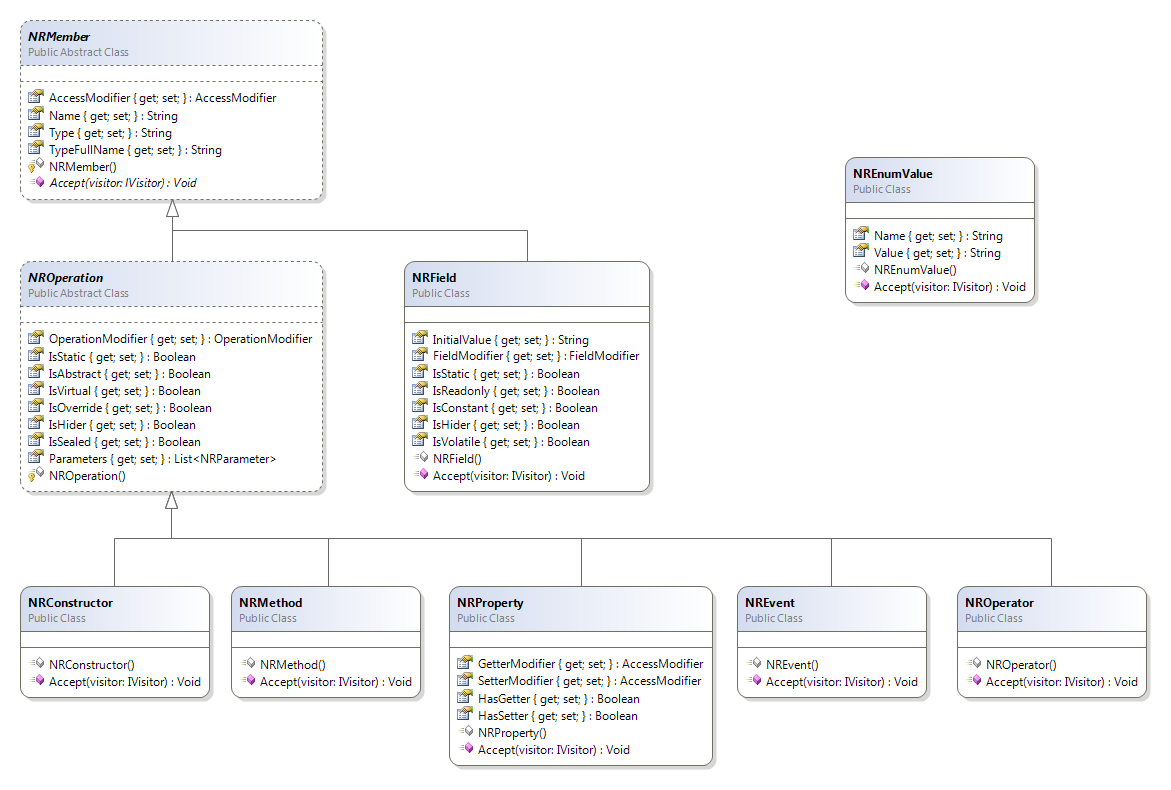 NRMember
Public Abstract Class
AccessModifier { get; set; } : AccessModifier
Name { get; set; } : String
Type { get; set; } : String
TypeFullName { get; set; } : String
NRMember()
Accept(visitor: IVisitor) : Void
NREnumValue
Public Class
Name { get; set; } : String
Value { get; set; } : String
NREnumValue()
Accept(visitor: IVisitor) : Void
NROperation
Public Abstract Class
OperationModifier { get; set; } : OperationModifier
IsStatic { get; set; } : Boolean
IsAbstract { get; set; } : Boolean
IsVirtual { get; set; } : Boolean
IsOverride { get; set; } : Boolean
IsHider { get; set; } : Boolean
IsSealed { get; set; } : Boolean
Parameters { get; set; } : List<NRParameter>
NROperation()
NRField
Public Class
InitialValue { get; set; } : String
FieldModifier { get; set; } : FieldModifier
IsStatic { get; set; } : Boolean
IsReadonly { get; set; } : Boolean
IsConstant { get; set; } : Boolean
IsHider { get; set; } : Boolean
IsVolatile { get; set; } : Boolean
NRField()
Accept(visitor: IVisitor) : Void
NRConstructor
Public Class
NRConstructor()
Accept(visitor: IVisitor) : Void
NRMethod
Public Class
NRMethod()
Accept(visitor: IVisitor) : Void
NRProperty
Public Class
GetterModifier { get; set; } : AccessModifier
SetterModifier { get; set; } : AccessModifier
HasGetter { get; set; } : Boolean
HasSetter { get; set; } : Boolean
NRProperty()
Accept(visitor: IVisitor) : Void
NREvent
Public Class
NREvent()
Accept(visitor: IVisitor) : Void
NROperator
Public Class
NROperator()
Accept(visitor: IVisitor) : Void